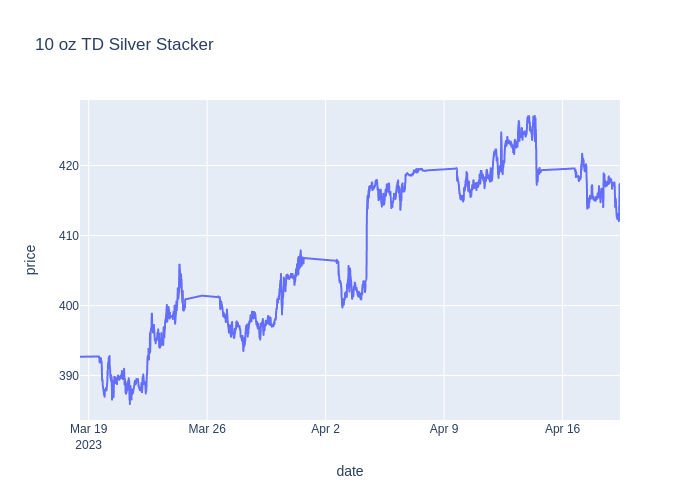 10 oz TD Silver Stacker
420
410
400
390
price
Mar 19
2023
Mar 26
Apr 2
Apr 9
Apr 16
date